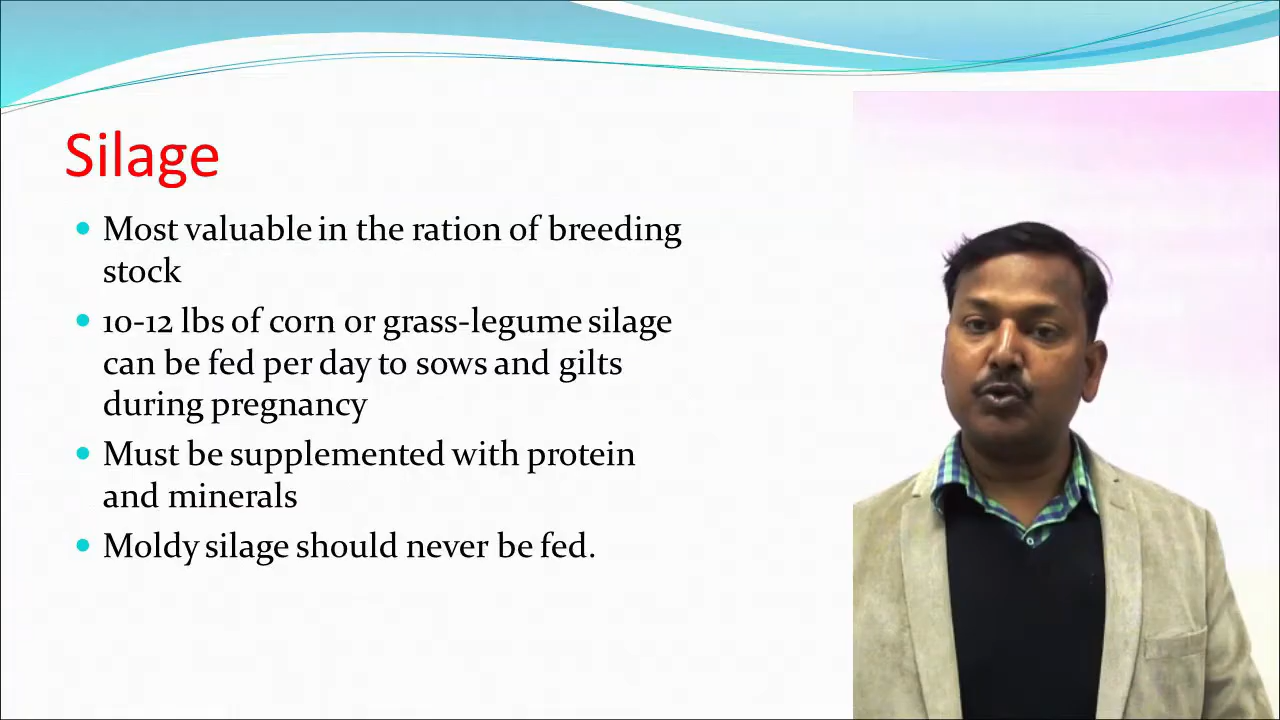 Silage
• Most valuable in the ration of breeding
stock
• 10-12 lbs of corn or grass-legume silage
can be fed per day to sows and gilts
during pregnancy
• Must be supplemented with protein
and minerals
• Moldy silage should never be fed.